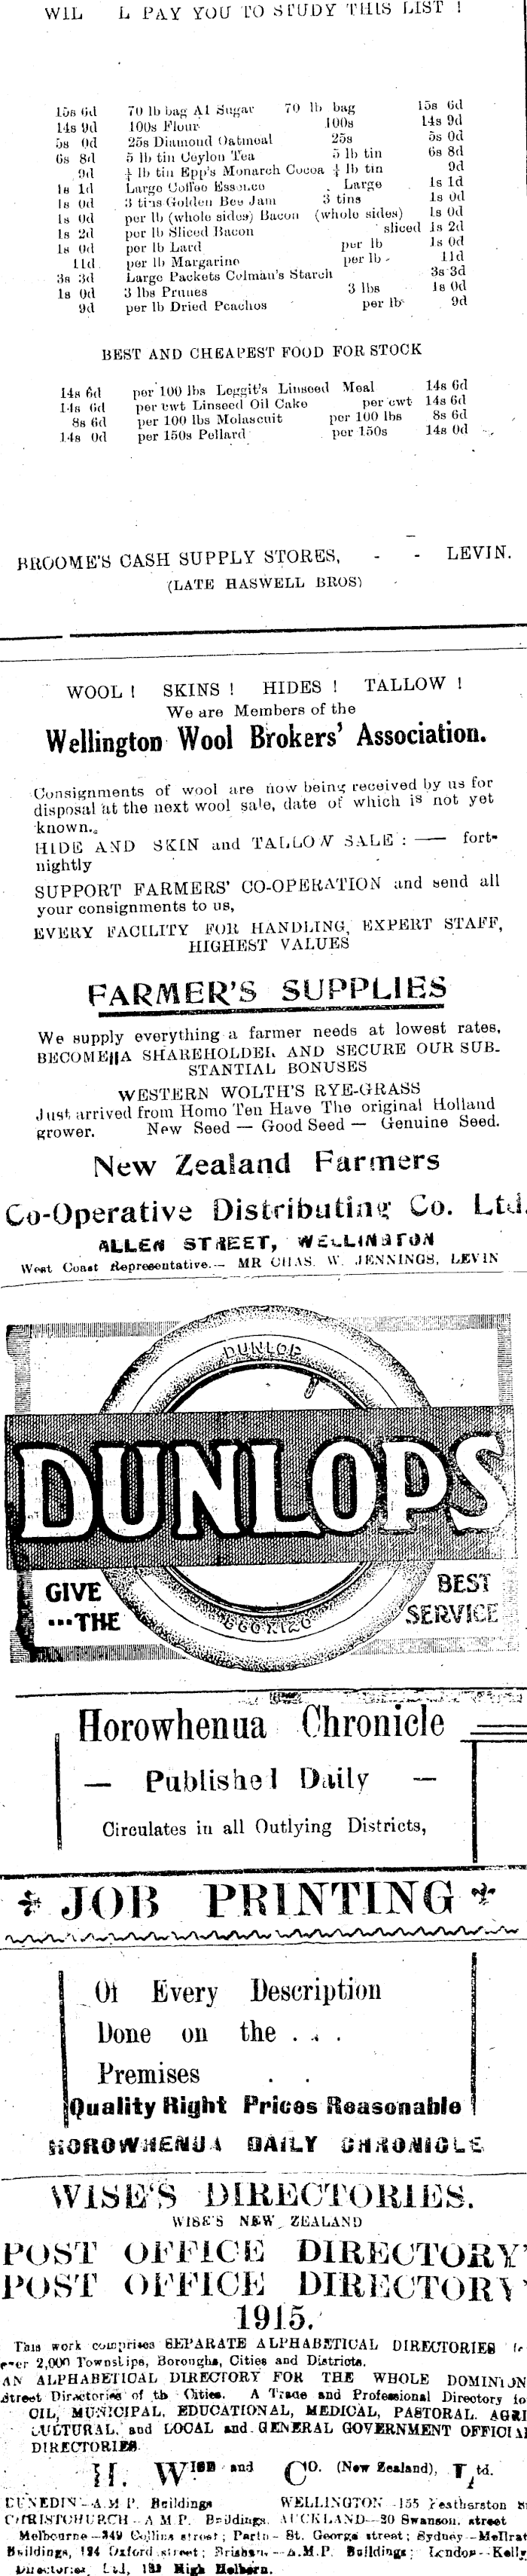 WIL L PAY YOU TO STUDY THIS LIST !
15s 6d 70 lb bag A1 Sugar 70 lb bag 15s 6d
14s 9d 100s Flour 100s 14s 9d
5s 0d 25s Diamond Oatmeal 25s 5s 0d
6s 8d 5 lb tin Ceylon Tea 5 lb tin 6s 8d
9d ¼ lb tin Epp's Monarch Cocoa ¼ lb tin 9d
1s 1d Large Coffee Essence Large 1s 1d
1s 0d 3 tins Golden Bee Jam 3 tins 1s 0d
1s 0d per lb (whole sides) Bacon (whole sides) 1s 0d
1s 2d per lb Sliced Bacon sliced 1s 2d
1s 0d per lb Lard per lb 1s 0d
11d per lb Margarine per lb 11d
3s 3d Large Packets Colman's Starch 3s 3d
1s 0d 3 lbs Prunes 3 lbs 1s 0d
9d per lb Dried Peaches per lb 9d
BEST AND CHEAPEST FOOD FOR STOCK
14s 6d per 100 lbs Leggit's Linseed Meal 14s 6d
14s 6d per cwt Linseed Oil Cake per cwt 14s 6d
8s 6d per 100 lbs Molascuit per 100 lbs 8s 6d
14s 0d per 150s Pollard per 150s 14s 0d
BROOME'S CASH SUPPLY STORES, - - LEVIN.
(LATE HASWELL BROS)
WOOL ! SKINS ! HIDES ! TALLOW !
We are Members of the
Wellington Wool Brokers' Association.
Consignments of wool are now being received by us for
disposal at the next wool sale, date of which is not yet
known.
HIDE AND SKIN and TALLOW SALE : — fort-
nightly
SUPPORT FARMERS' CO-OPERATION and send all
your consignments to us,
EVERY FACILITY FOR HANDLING, EXPERT STAFF,
HIGHEST VALUES
FARMER'S SUPPLIES
We supply everything a farmer needs at lowest rates,
BECOME A SHAREHOLDER AND SECURE OUR SUB-
STANTIAL BONUSES
WESTERN WOLTH'S RYE-GRASS
Just arrived from Homo Ten Have The original Holland
grower. New Seed — Good Seed — Genuine Seed.
New Zealand Farmers
Co-Operative Distributing Co. Ltd.
ALLEN STREET, WELLINGTON
West Coast Representative.— MR CHAS. W. JENNINGS, LEVIN
DUNLOP
DUNLOPS
GIVE BEST
...THE SERVICE
Horowhenua Chronicle
— Published Daily —
Circulates in all Outlying Districts,
JOB PRINTING
Of Every Description
Done on the . . .
Premises . .
Quality Right Prices Reasonable
HOROWHENUA DAILY CHRONICLE
WISE'S DIRECTORIES.
WISE'S NEW ZEALAND
POST OFFICE DIRECTORY
POST OFFICE DIRECTORY
1915.
This work comprises SEPARATE ALPHABETICAL DIRECTORIES
over 2,000 Townships, Boroughs, Cities and Districts.
AN ALPHABETICAL DIRECTORY FOR THE WHOLE DOMINION
Street Directories of th Cities. A Trade and Professional Directory fo
OIL, MUNICIPAL, EDUCATIONAL, MEDICAL, PASTORAL, AGRI
CULTURAL, and LOCAL and GENERAL GOVERNMENT OFFICIAL
DIRECTORIES.
H. WISE and CO. (New Zealand), Ltd.
DUNEDIN—A M P. Buildings WELLINGTON—155 Featherston
CHRISTCHURCH—A M P. Buildings. AUCKLAND—20 Swanson. street
Melbourne—349 Collins street; Perth—St. George street; Sydney—
Buildings, 194 Oxford street; Brisban.—A.M.P. Buildings; London—Kelly
Directories Ltd, 182 High Holborn.